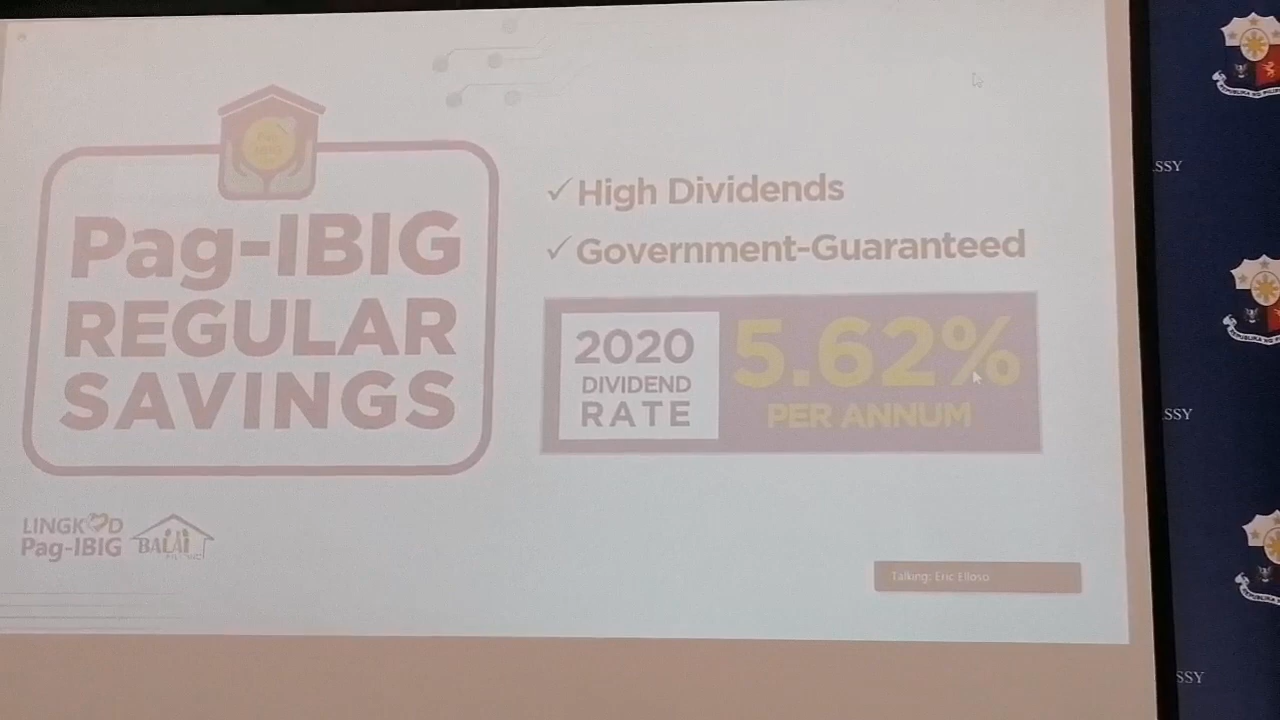 Pag-IBIG
REGULAR
SAVINGS
✓ High Dividends
✓ Government-Guaranteed
2020
DIVIDEND
RATE
5.62%
PER ANNUM
LINGKOD
Pag-IBIG
BALAI
Talking: Eric Elloso
SSY
SSY
SSY